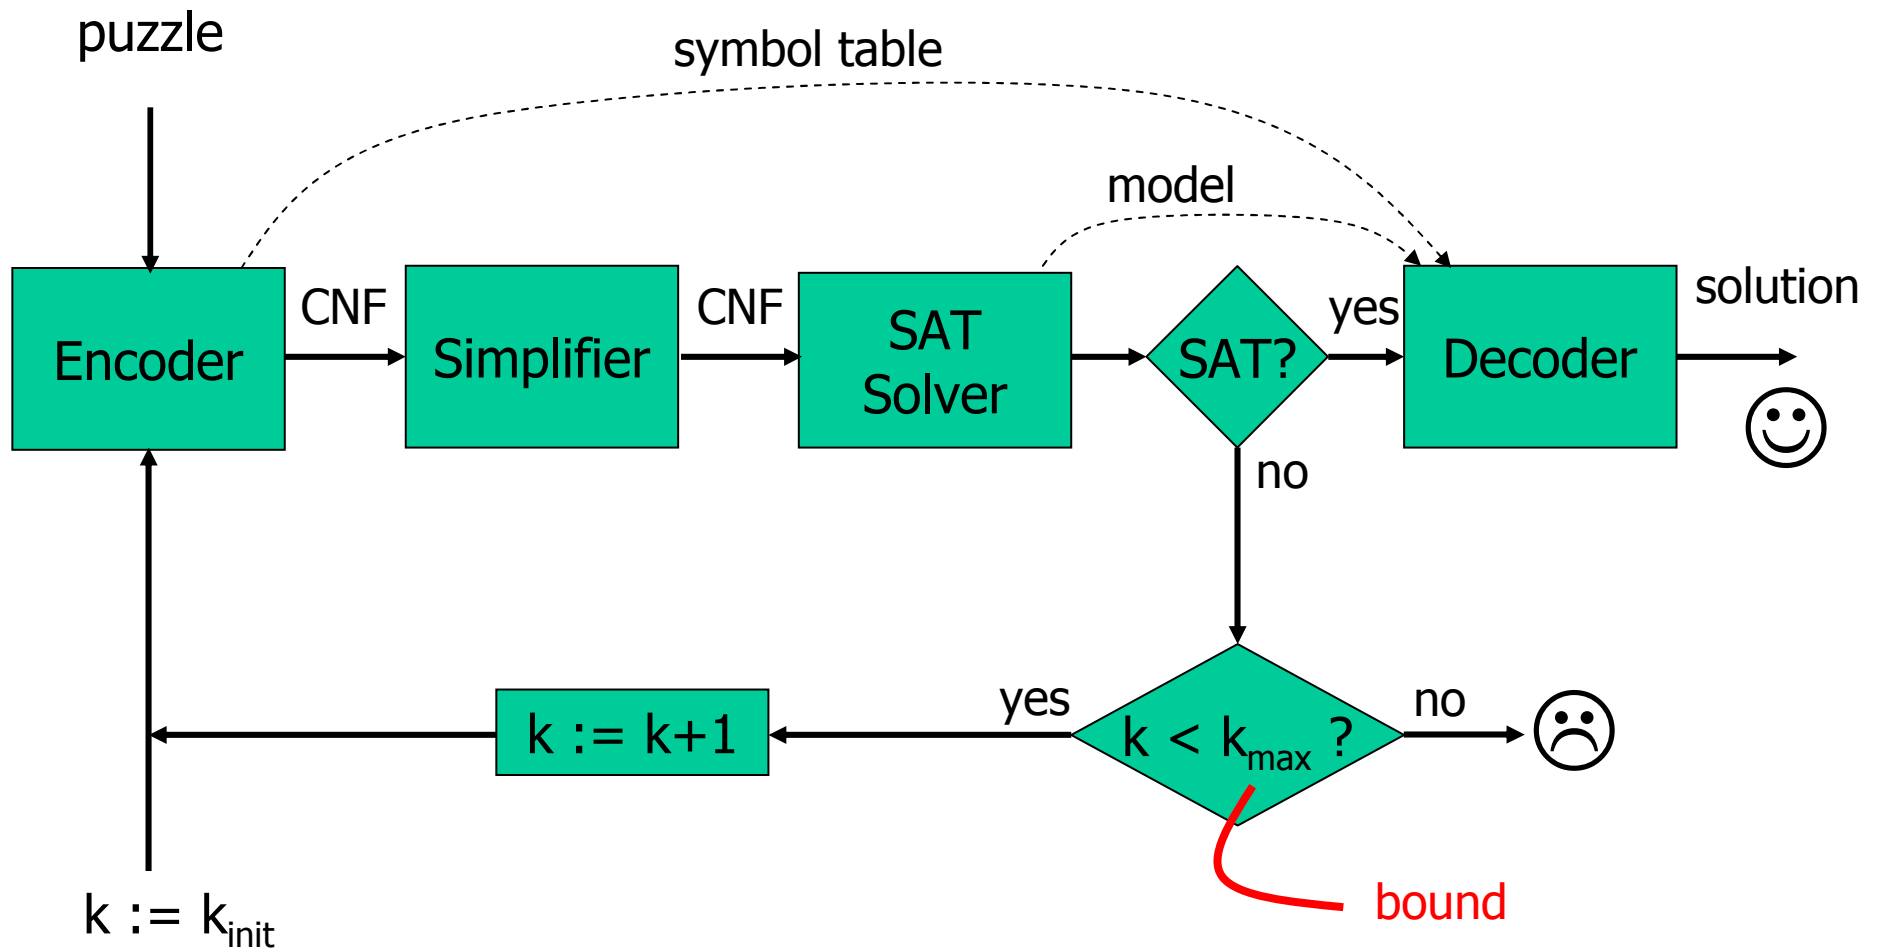 puzzle
symbol table
model
Encoder
CNF
Simplifier
CNF
SAT
Solver
SAT?
yes
Decoder
solution
no
k := k+1
yes
k < kmax ?
no
k := kinit
bound